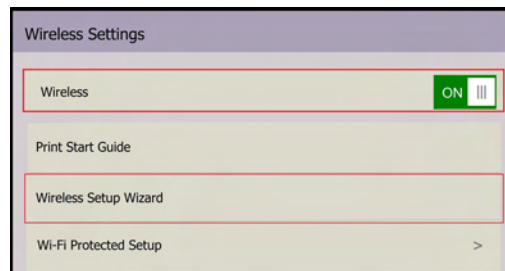 Wireless Settings
Wireless ON
Print Start Guide
Wireless Setup Wizard
Wi-Fi Protected Setup >